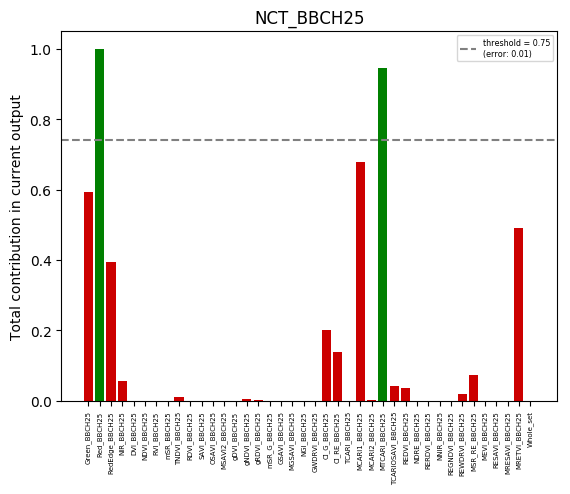 NCT_BBCH25
threshold = 0.75
(error: 0.01)
Total contribution in current output
1.0
0.8
0.6
0.4
0.2
0.0
Green_BBCH25
Red_BBCH25
RedEdge_BBCH25
NIR_BBCH25
DVI_BBCH25
NDVI_BBCH25
RVI_BBCH25
mSR_BBCH25
TNDVI_BBCH25
RDVI_BBCH25
SAVI_BBCH25
OSAVI_BBCH25
MSAVI2_BBCH25
gDVI_BBCH25
gNDVI_BBCH25
gRDVI_BBCH25
mSR_G_BBCH25
GSAVI_BBCH25
MGSAVI_BBCH25
NGI_BBCH25
GWDRVI_BBCH25
CI_G_BBCH25
CI_RE_BBCH25
TCARI_BBCH25
MCARI1_BBCH25
MCARI2_BBCH25
MTCARI_BBCH25
TCARIOSAVI_BBCH25
REDVI_BBCH25
NDRE_BBCH25
RERDVI_BBCH25
NNIR_BBCH25
REGNDVI_BBCH25
REWDRVI_BBCH25
MSR_RE_BBCH25
MEVI_BBCH25
RESAVI_BBCH25
MRESAVI_BBCH25
MRETVI_BBCH25
Whole_set